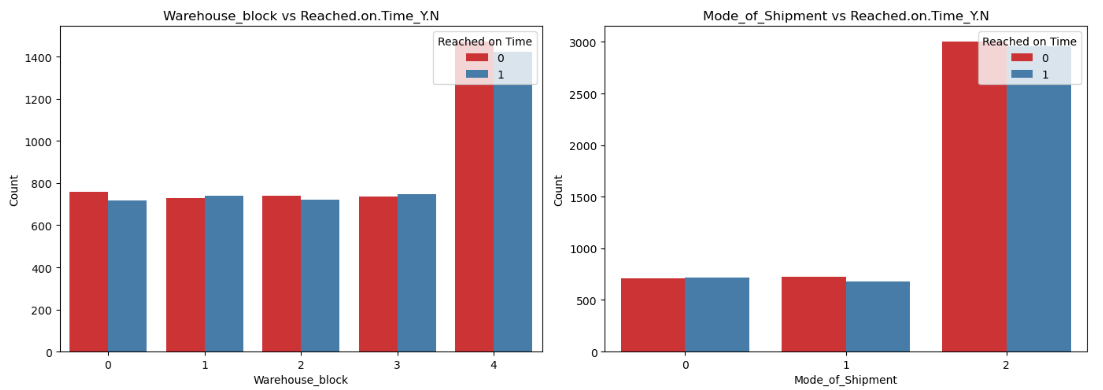 Warehouse_block vs Reached.on.Time_Y.N
Reached on Time
0
1
Count
1400
1200
1000
800
600
400
200
0
0 1 2 3 4
Warehouse_block
Mode_of_Shipment vs Reached.on.Time_Y.N
Reached on Time
0
1
Count
3000
2500
2000
1500
1000
500
0
0 1 2
Mode_of_Shipment